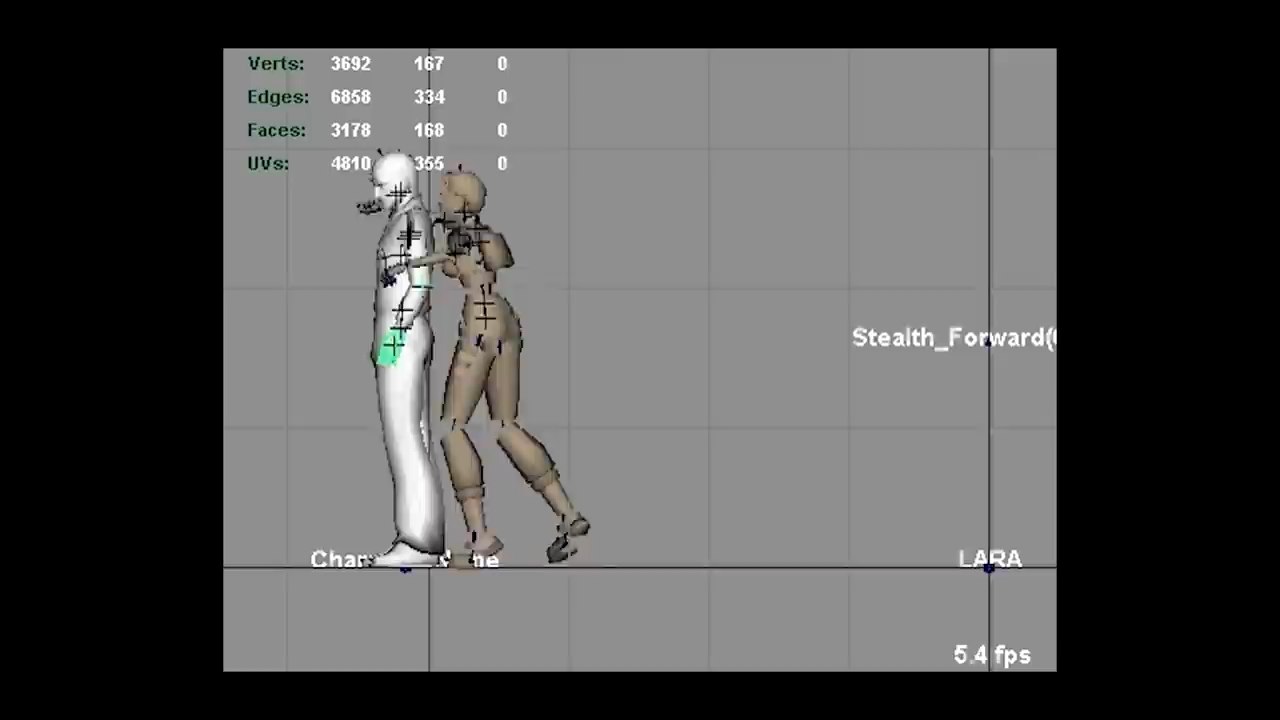 Verts: 3692 167 0
Edges: 6858 334 0
Faces: 3178 168 0
UVs: 4810 355 0
Stealth_Forward(
LARA
5.4 fps